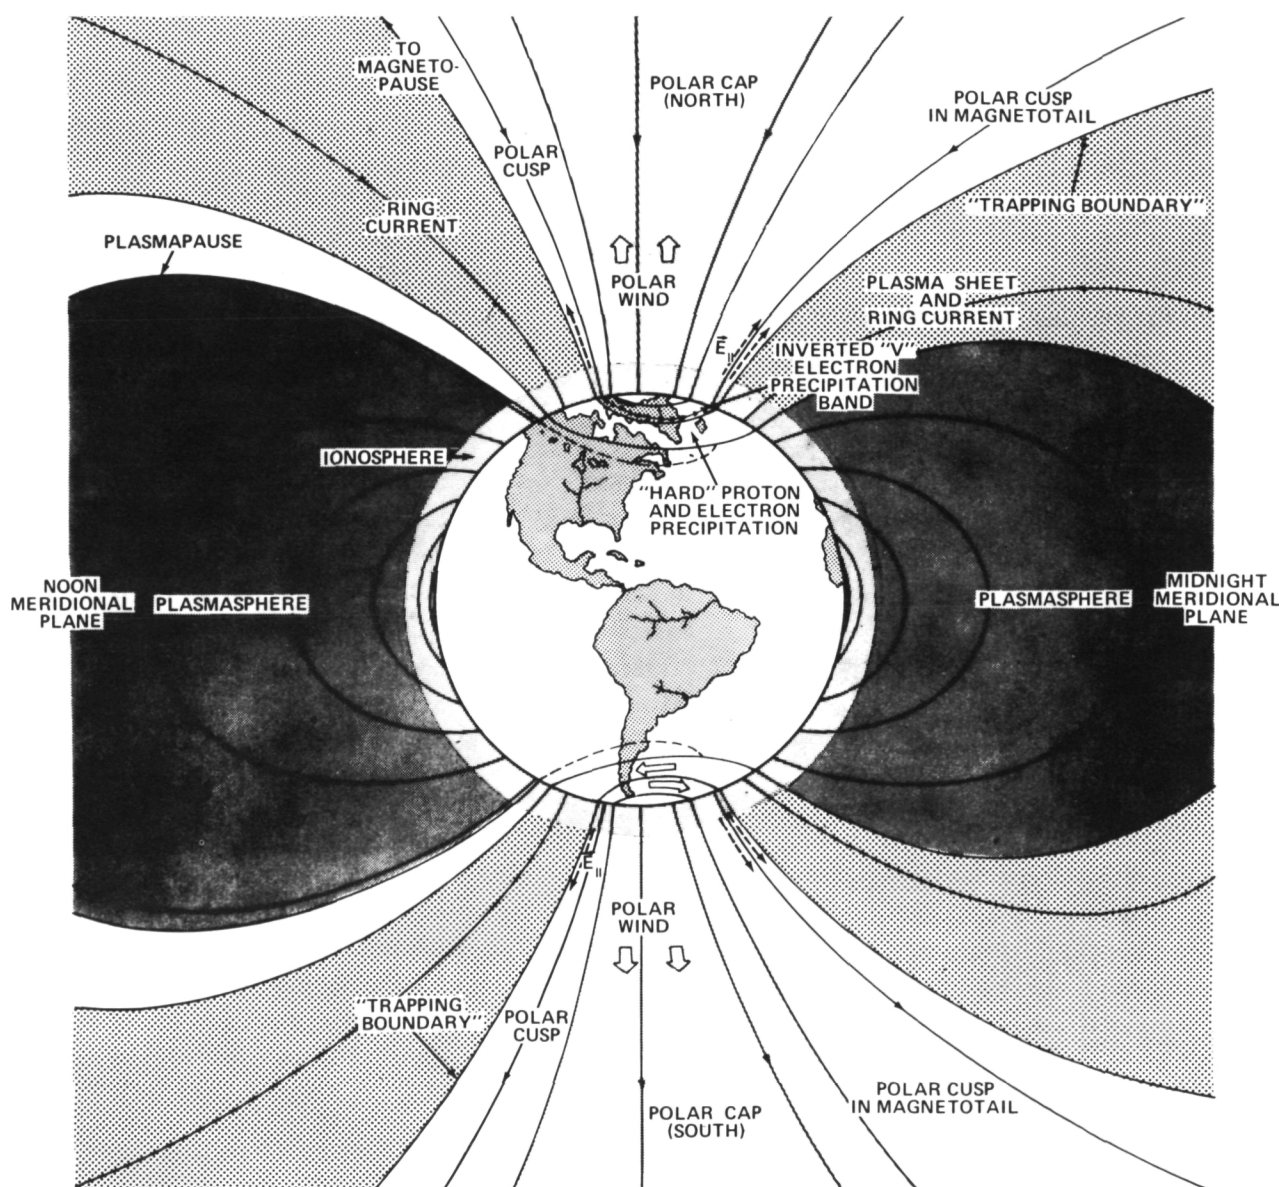 TO
MAGNETO-
PAUSE
POLAR CAP
(NORTH)
POLAR CUSP
IN MAGNETOTAIL
POLAR
CUSP
"TRAPPING BOUNDARY"
RING
CURRENT
PLASMAPAUSE
POLAR
WIND
PLASMA SHEET
AND
RING CURRENT
E||
INVERTED "V"
ELECTRON
PRECIPITATION
BAND
IONOSPHERE
"HARD" PROTON
AND ELECTRON
PRECIPITATION
NOON
MERIDIONAL
PLANE
PLASMASPHERE
PLASMASPHERE
MIDNIGHT
MERIDIONAL
PLANE
E||
POLAR
WIND
"TRAPPING
BOUNDARY"
POLAR
CUSP
POLAR CAP
(SOUTH)
POLAR CUSP
IN MAGNETOTAIL